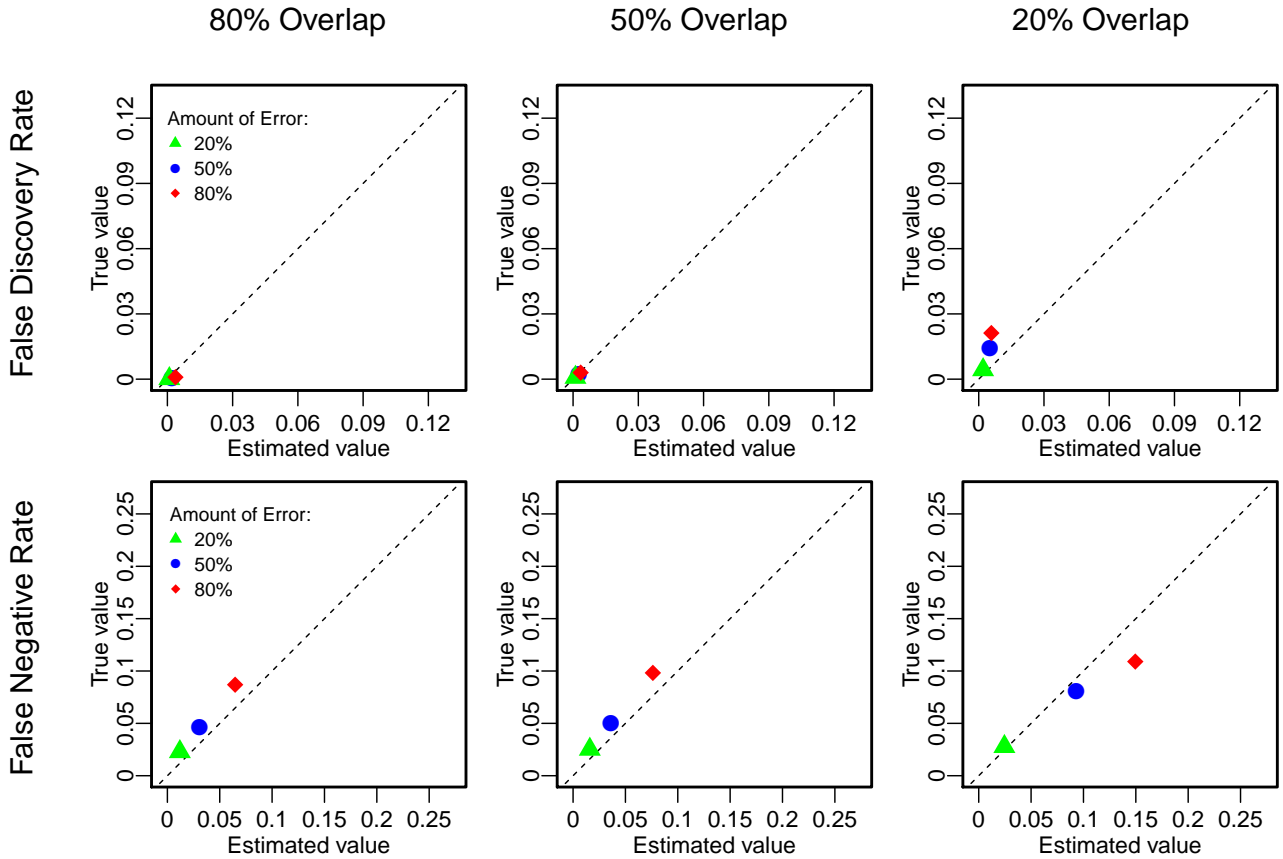 80% Overlap
50% Overlap
20% Overlap
False Discovery Rate
True value
0 0.03 0.06 0.09 0.12
Amount of Error:
20%
50%
80%
0 0.03 0.06 0.09 0.12
Estimated value
True value
0 0.03 0.06 0.09 0.12
0 0.03 0.06 0.09 0.12
Estimated value
True value
0 0.03 0.06 0.09 0.12
0 0.03 0.06 0.09 0.12
Estimated value
False Negative Rate
True value
0 0.05 0.1 0.15 0.2 0.25
Amount of Error:
20%
50%
80%
0 0.05 0.1 0.15 0.2 0.25
Estimated value
True value
0 0.05 0.1 0.15 0.2 0.25
0 0.05 0.1 0.15 0.2 0.25
Estimated value
True value
0 0.05 0.1 0.15 0.2 0.25
0 0.05 0.1 0.15 0.2 0.25
Estimated value